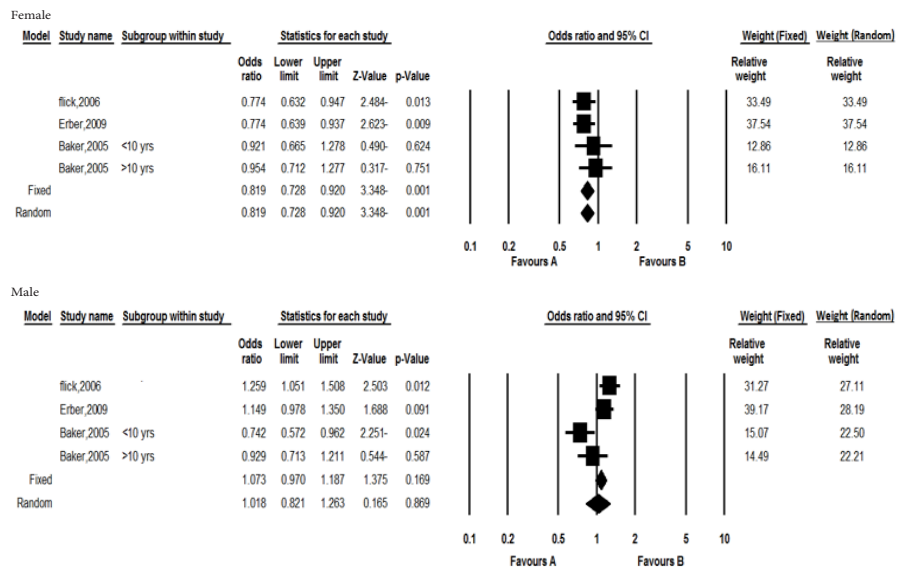 Female
Model Study name Subgroup within study Statistics for each study Odds ratio and 95% CI Weight (Fixed) Weight (Random)
Odds ratio Lower limit Upper limit Z-Value p-Value Relative weight Relative weight
flick,2006 0.774 0.632 0.947 2.484- 0.013 33.49 33.49
Erber,2009 0.774 0.639 0.937 2.623- 0.009 37.54 37.54
Baker,2005 <10 yrs 0.921 0.665 1.278 0.490- 0.624 12.86 12.86
Baker,2005 >10 yrs 0.954 0.712 1.277 0.317- 0.751 16.11 16.11
Fixed 0.819 0.728 0.920 3.348- 0.001
Random 0.819 0.728 0.920 3.348- 0.001
0.1 0.2 0.5 1 2 5 10
Favours A Favours B
Male
Model Study name Subgroup within study Statistics for each study Odds ratio and 95% CI Weight (Fixed) Weight (Random)
Odds ratio Lower limit Upper limit Z-Value p-Value Relative weight Relative weight
flick,2006 1.259 1.051 1.508 2.503 0.012 31.27 27.11
Erber,2009 1.149 0.978 1.350 1.688 0.091 39.17 28.19
Baker,2005 <10 yrs 0.742 0.572 0.962 2.251- 0.024 15.07 22.50
Baker,2005 >10 yrs 0.929 0.713 1.211 0.544- 0.587 14.49 22.21
Fixed 1.073 0.970 1.187 1.375 0.169
Random 1.018 0.821 1.263 0.165 0.869
0.1 0.2 0.5 1 2 5 10
Favours A Favours B